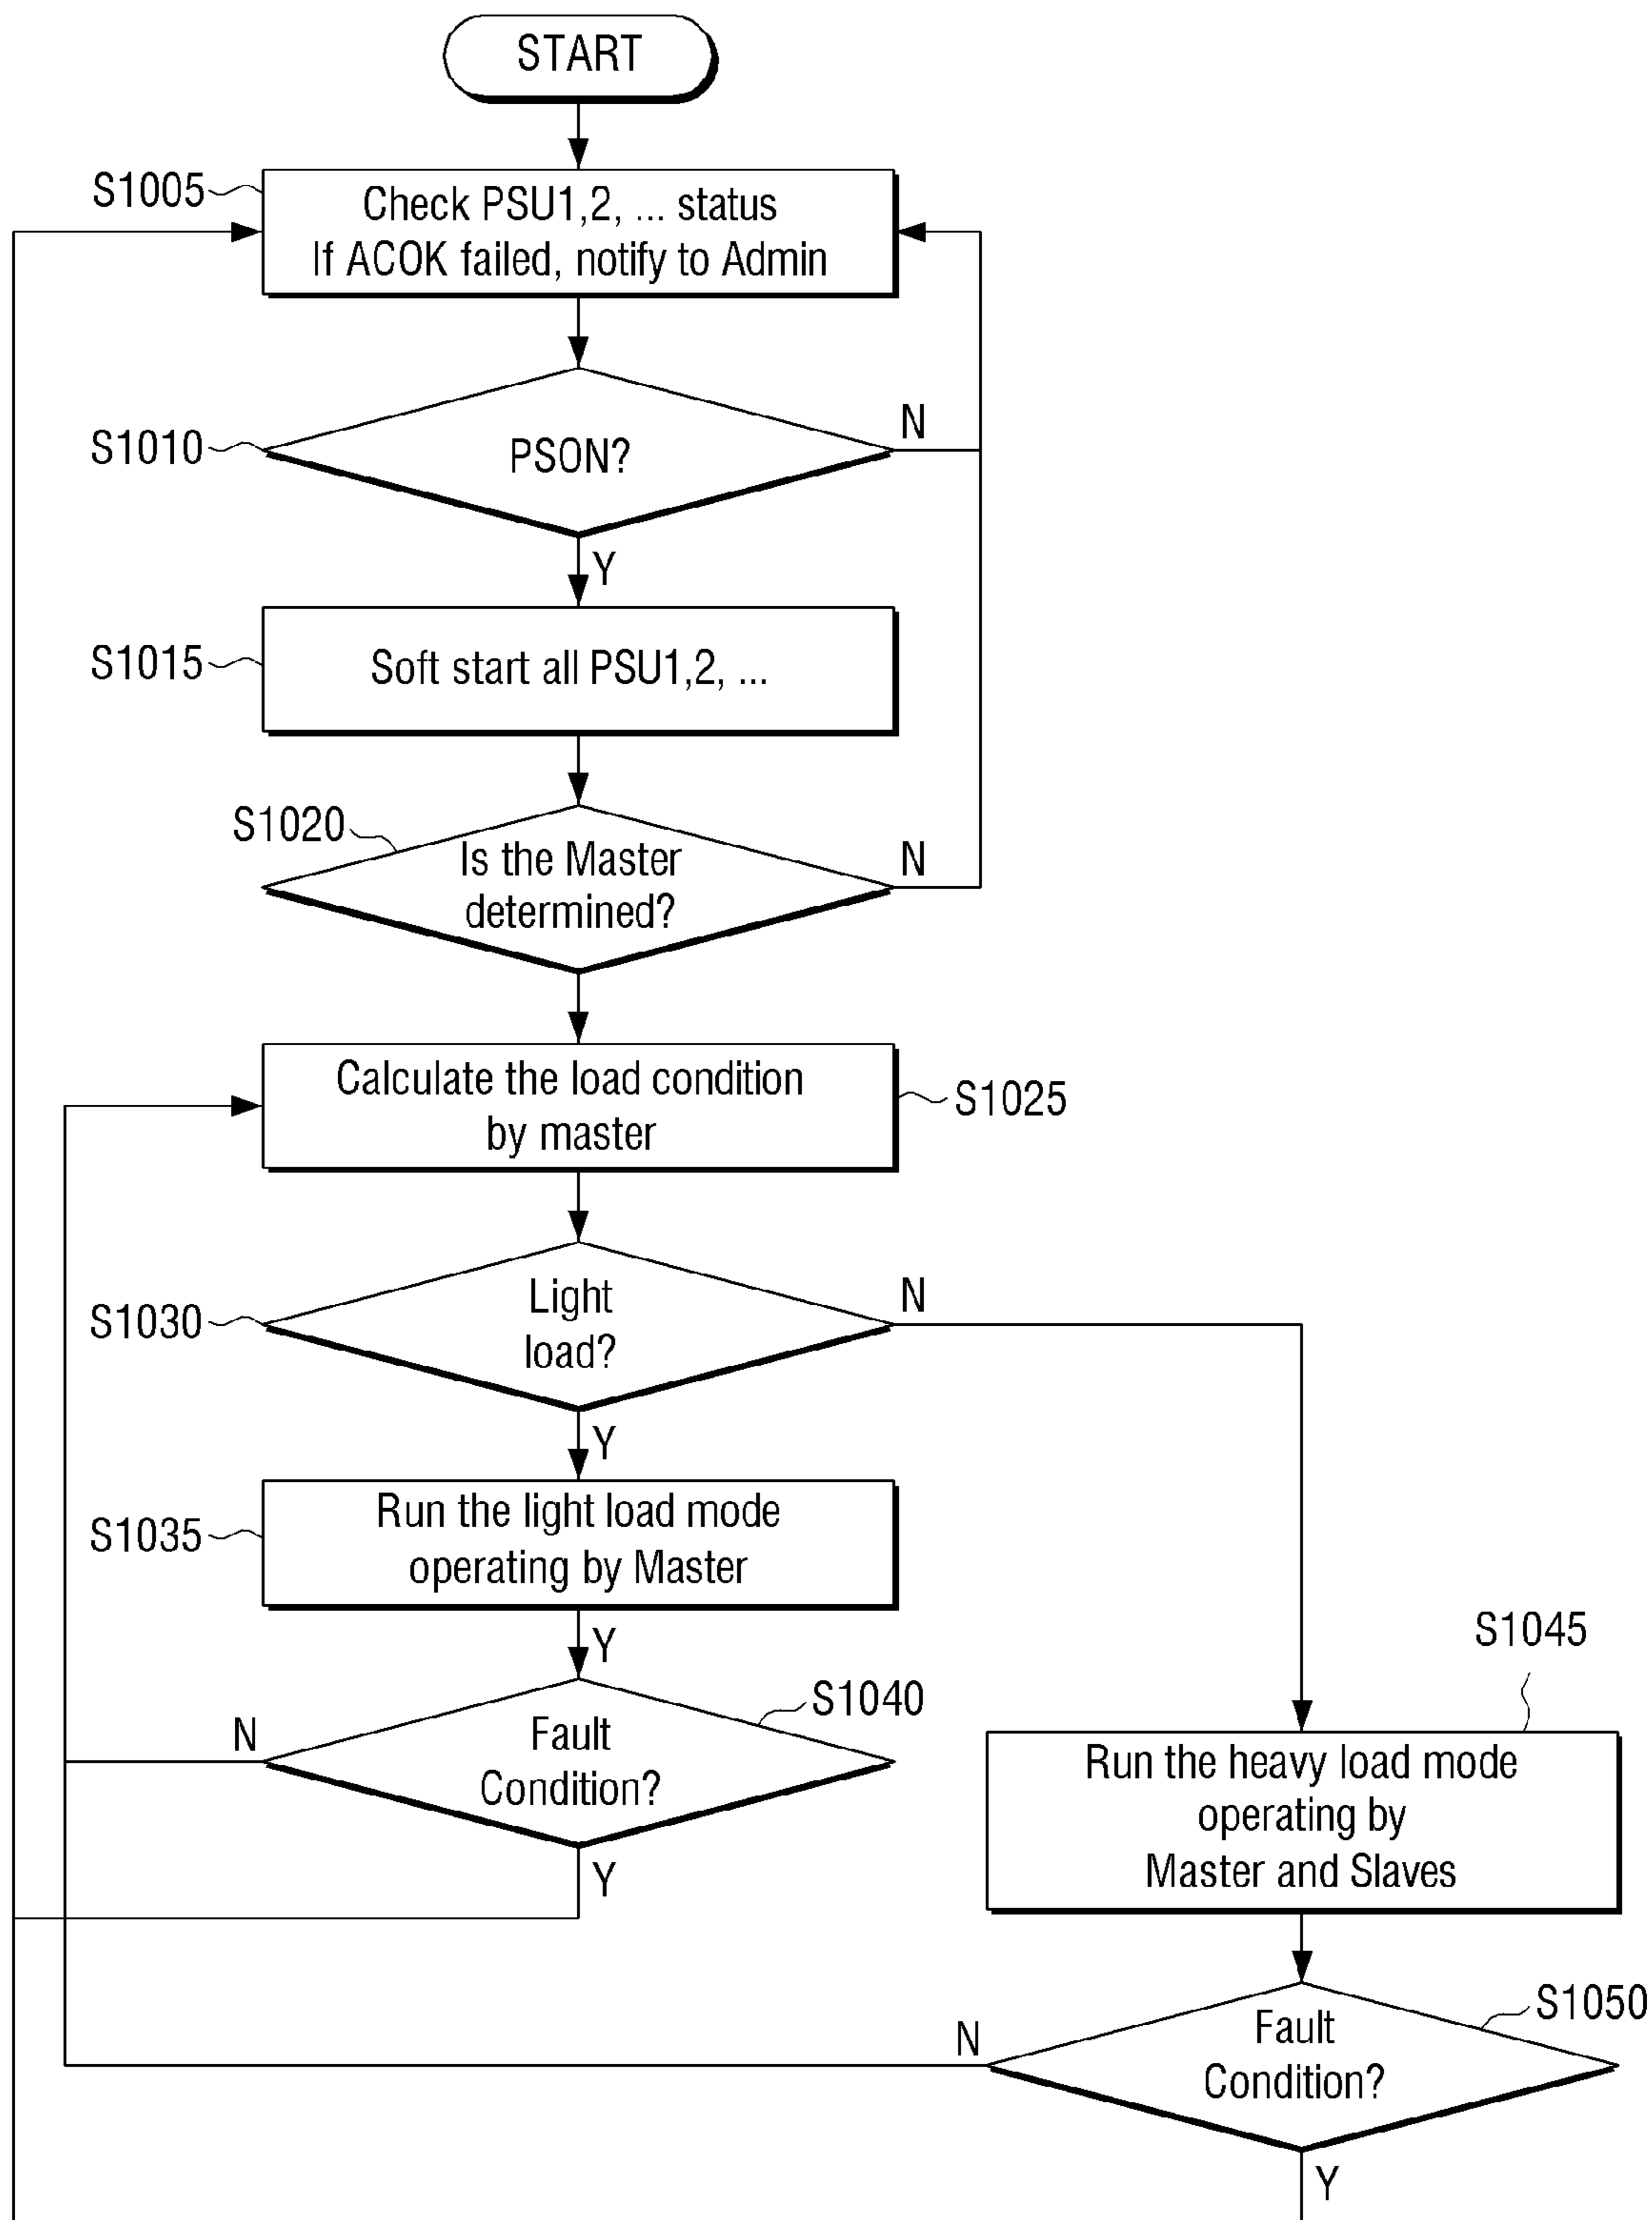 START
S1005
Check PSU1,2, ... status
If ACOK failed, notify to Admin
S1010
PSON?
N
Y
S1015
Soft start all PSU1,2, ...
S1020
Is the Master
determined?
N
Calculate the load condition
by master
S1025
S1030
Light
load?
N
Y
S1035
Run the light load mode
operating by Master
Y
S1040
Fault
Condition?
N
Y
S1045
Run the heavy load mode
operating by
Master and Slaves
S1050
Fault
Condition?
N
Y